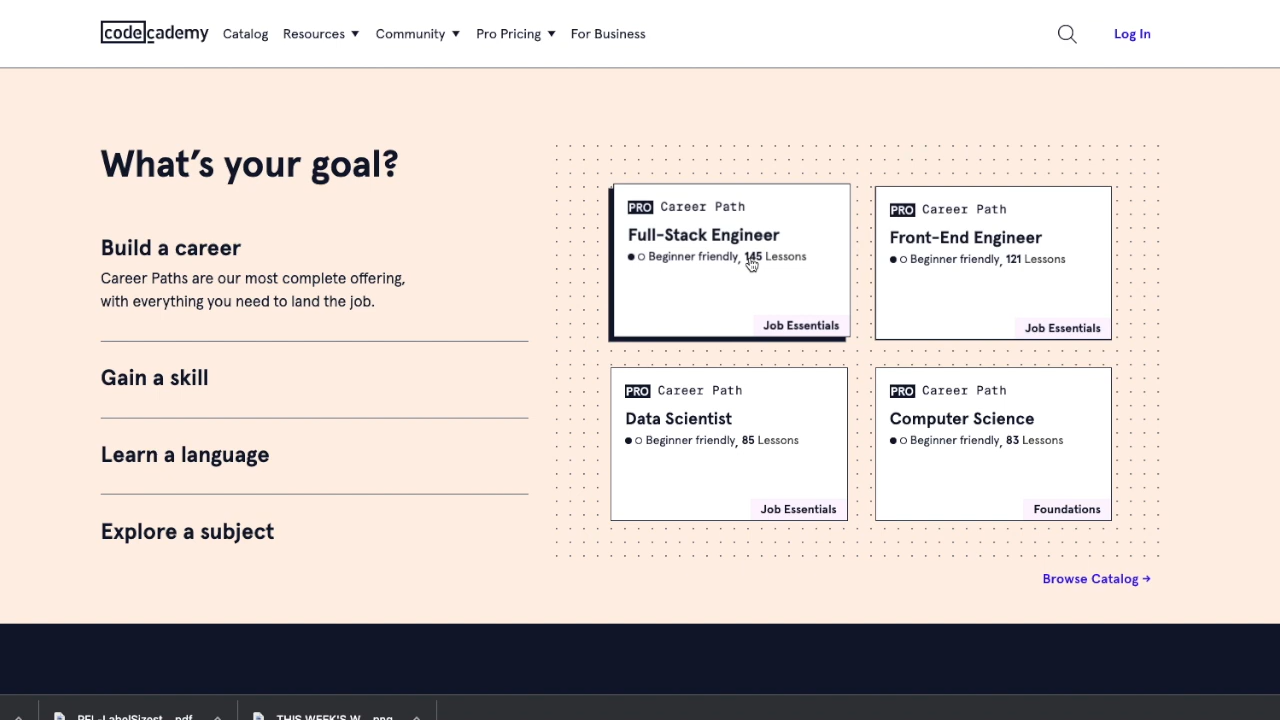 codecademy Catalog Resources Community Pro Pricing For Business Log In
What's your goal?
Build a career
Career Paths are our most complete offering,
with everything you need to land the job.
Gain a skill
Learn a language
Explore a subject
PRO Career Path
Full-Stack Engineer
Beginner friendly, 145 Lessons
Job Essentials
PRO Career Path
Front-End Engineer
Beginner friendly, 121 Lessons
Job Essentials
PRO Career Path
Data Scientist
Beginner friendly, 85 Lessons
Job Essentials
PRO Career Path
Computer Science
Beginner friendly, 83 Lessons
Foundations
Browse Catalog →
THIS WEEK'S W....png